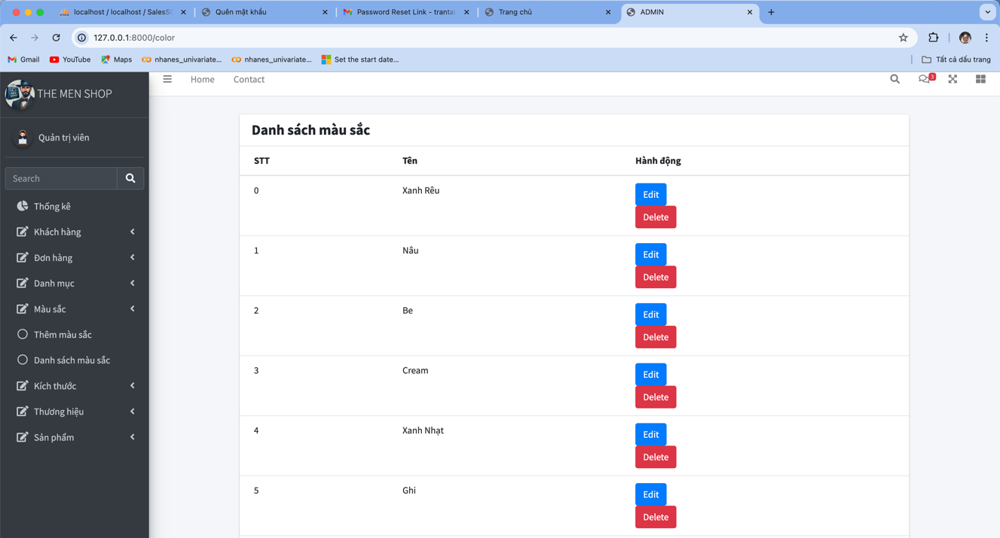 localhost / localhost / SalesSC
Quên mật khẩu
Password Reset Link - trantai
Trang chủ
ADMIN
127.0.0.1:8000/color
Gmail
YouTube
Maps
nhanes_univariate...
nhanes_univariate...
Set the start date...
Tất cả dấu trang
THE MEN SHOP
Home
Contact
3
Quản trị viên
Search
Thống kê
Khách hàng
Đơn hàng
Danh mục
Màu sắc
Thêm màu sắc
Danh sách màu sắc
Kích thước
Thương hiệu
Sản phẩm
Danh sách màu sắc
STT Tên Hành động
0 Xanh Rêu Edit
Delete
1 Nâu Edit
Delete
2 Be Edit
Delete
3 Cream Edit
Delete
4 Xanh Nhạt Edit
Delete
5 Ghi Edit
Delete